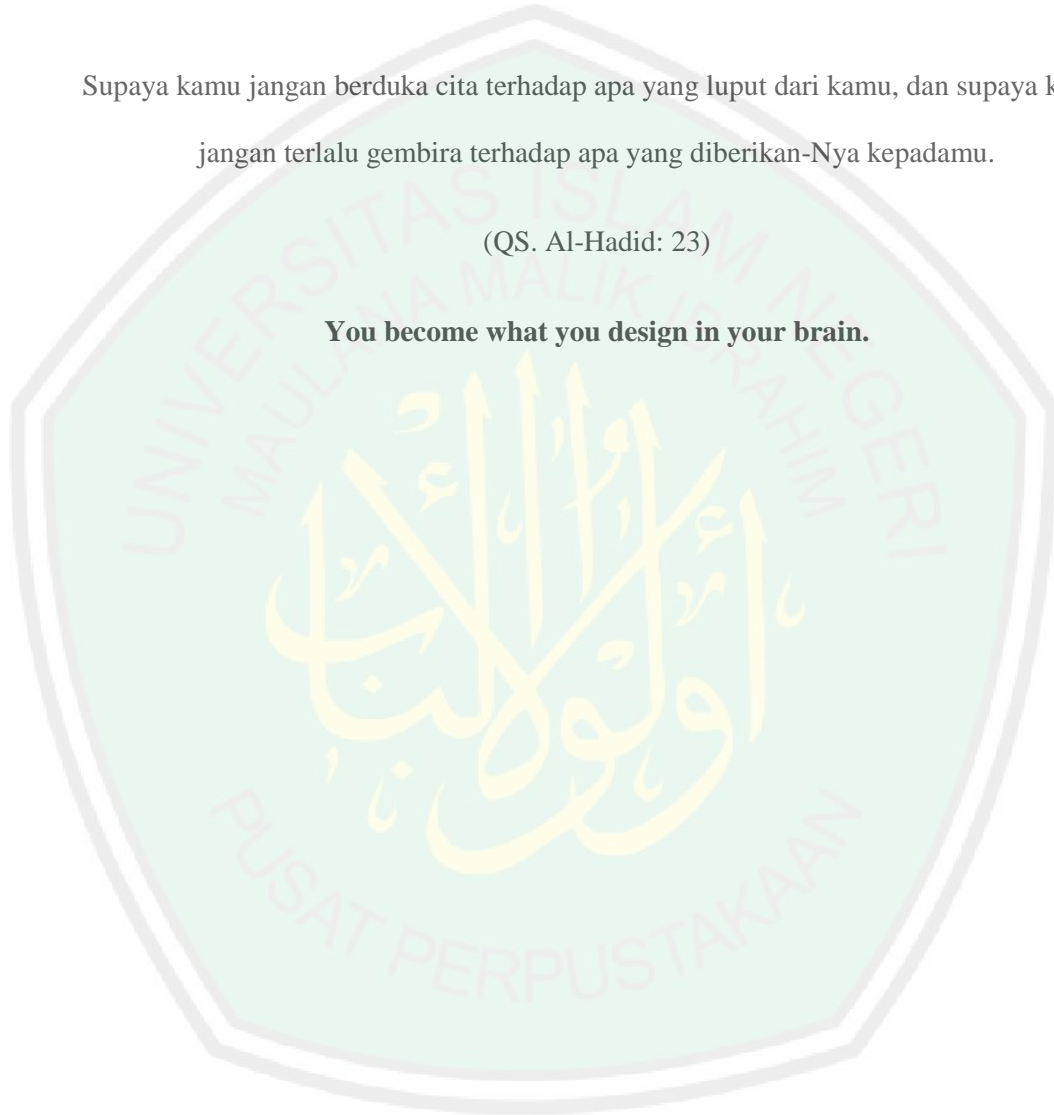 Supaya kamu jangan berduka cita terhadap apa yang luput dari kamu, dan supaya k
jangan terlalu gembira terhadap apa yang diberikan-Nya kepadamu.
(QS. Al-Hadid: 23)
You become what you design in your brain.
UNIVERSITAS ISLAM NEGERI
MAULANA MALIK IBRAHIM
أولوا الألباب
PUSAT PERPUSTAKAAN